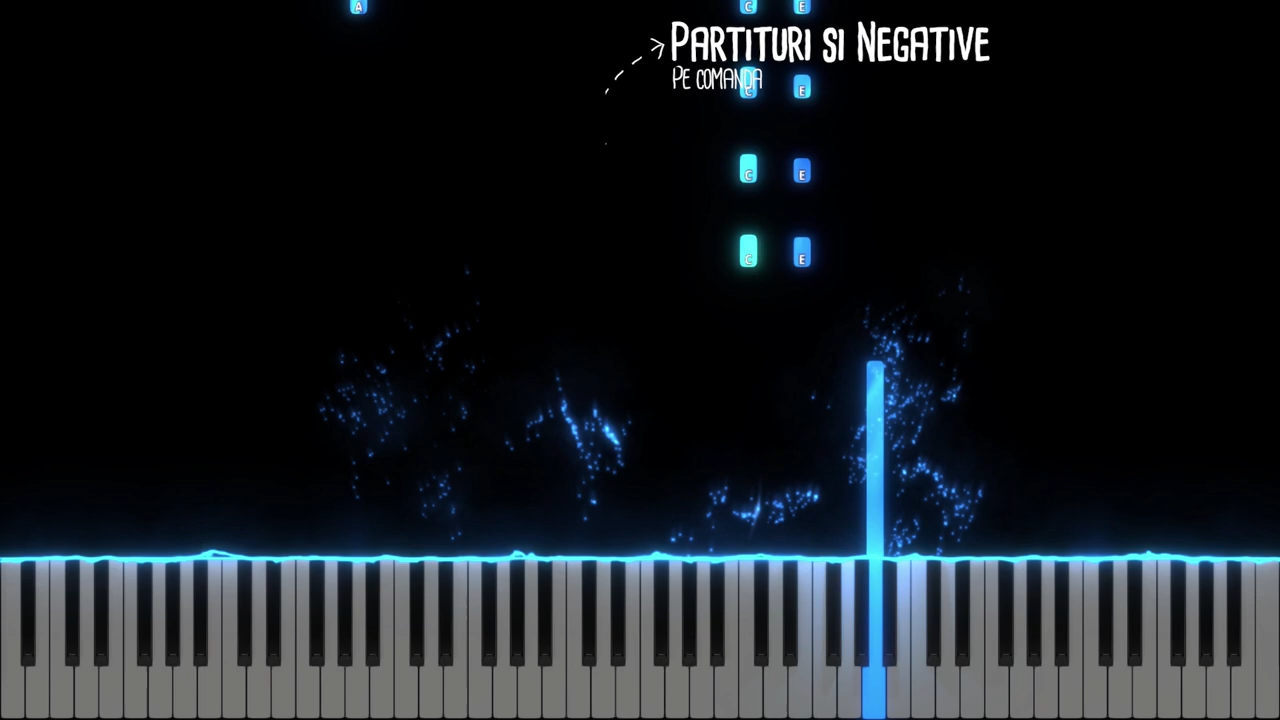 A C E
PARTITURI SI NEGATIVE
PE COMANDA
C E
C E
C E